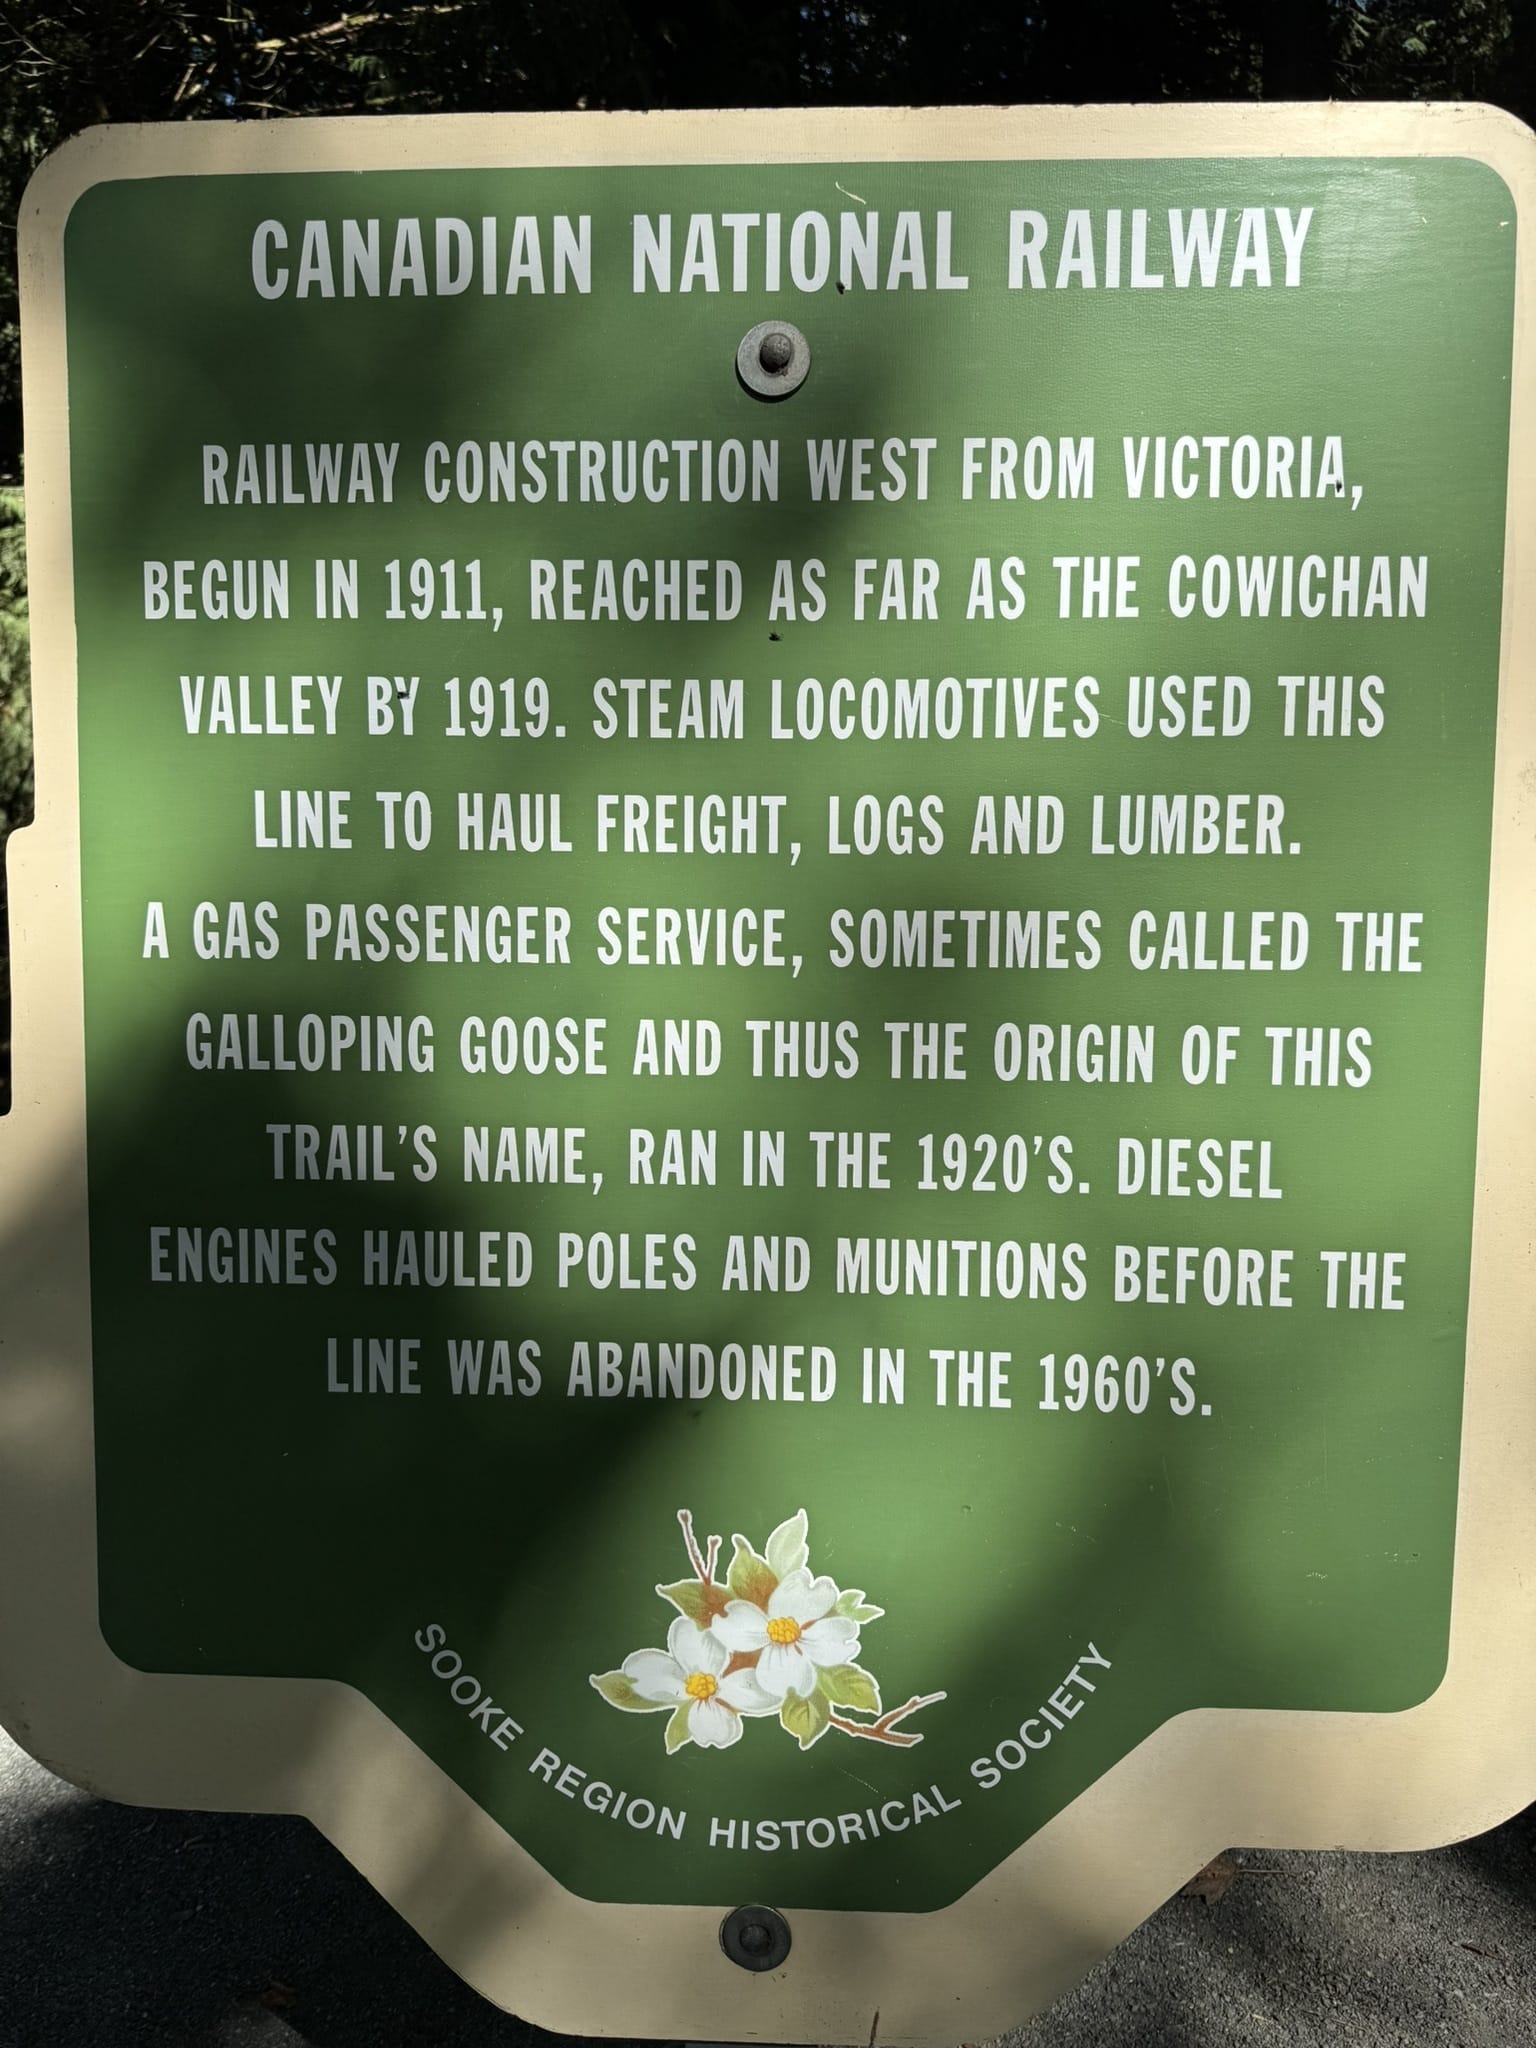 CANADIAN NATIONAL RAILWAY
RAILWAY CONSTRUCTION WEST FROM VICTORIA,
BEGUN IN 1911, REACHED AS FAR AS THE COWICHAN
VALLEY BY 1919. STEAM LOCOMOTIVES USED THIS
LINE TO HAUL FREIGHT, LOGS AND LUMBER.
A GAS PASSENGER SERVICE, SOMETIMES CALLED THE
GALLOPING GOOSE AND THUS THE ORIGIN OF THIS
TRAIL'S NAME, RAN IN THE 1920'S. DIESEL
ENGINES HAULED POLES AND MUNITIONS BEFORE THE
LINE WAS ABANDONED IN THE 1960'S.
SOOKE REGION HISTORICAL SOCIETY